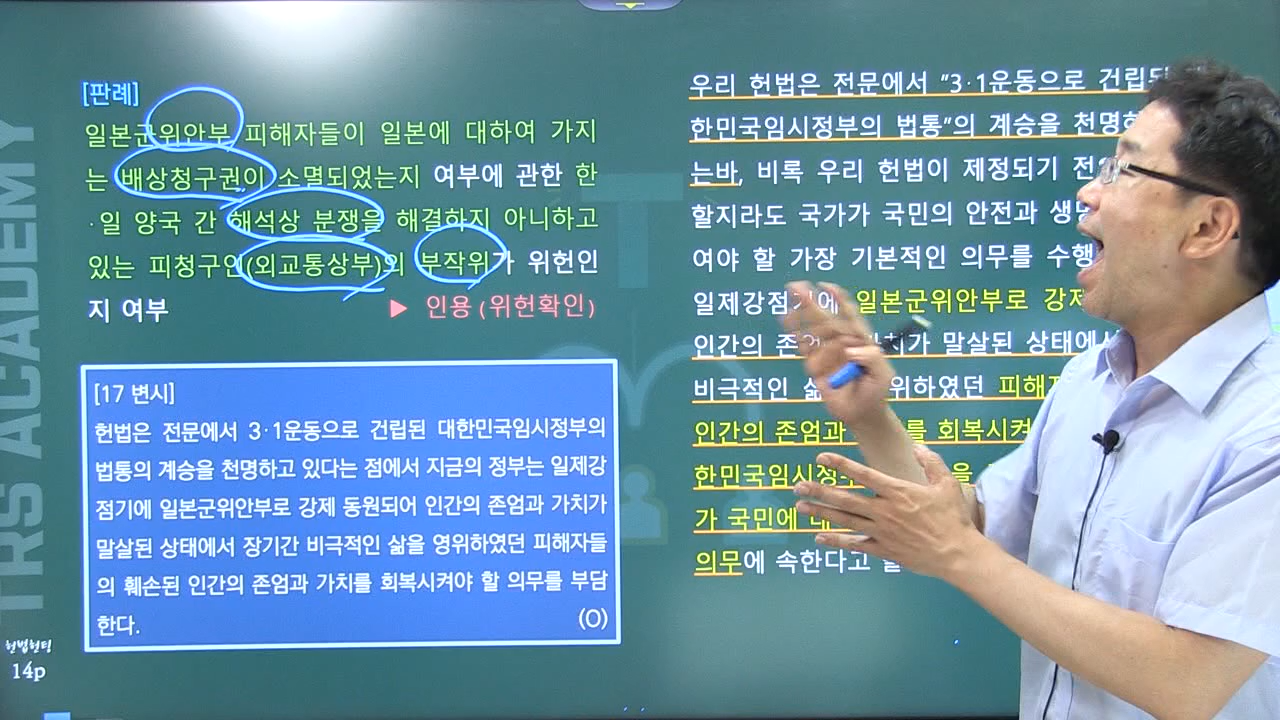 [판례]
일본군위안부 피해자들이 일본에 대하여 가지
는 배상청구권이 소멸되었는지 여부에 관한 한
·일 양국 간 해석상 분쟁을 해결하지 아니하고
있는 피청구인(외교통상부)의 부작위가 위헌인
지 여부
▶ 인용(위헌확인)
[17 변시]
헌법은 전문에서 3·1운동으로 건립된 대한민국임시정부의
법통의 계승을 천명하고 있다는 점에서 지금의 정부는 일제강
점기에 일본군위안부로 강제 동원되어 인간의 존엄과 가치가
말살된 상태에서 장기간 비극적인 삶을 영위하였던 피해자들
의 훼손된 인간의 존엄과 가치를 회복시켜야 할 의무를 부담
한다.
(O)
우리 헌법은 전문에서 "3·1운동으로 건립된
한민국임시정부의 법통"의 계승을 천명하
는바, 비록 우리 헌법이 제정되기 전
할지라도 국가가 국민의 안전과 생명
여야 할 가장 기본적인 의무를 수행
일제강점기에 일본군위안부로 강제
인간의 존엄 가치가 말살된 상태에서
비극적인 영위하였던 피해자
인간의 존엄과 를 회복시켜
한민국임시정부 을
가 국민에 대
의무에 속한다고
TRS ACADEMY
헌법헌팅
14p